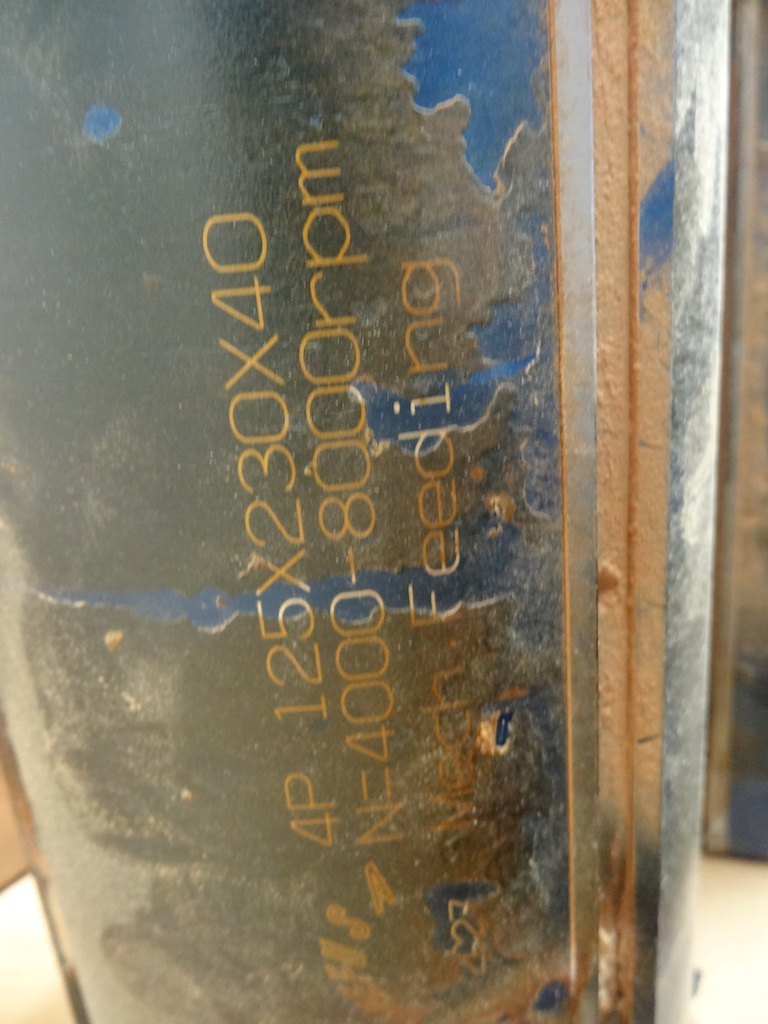 4P 125X230X40
N=4000-8000rpm
Mech. Feeding